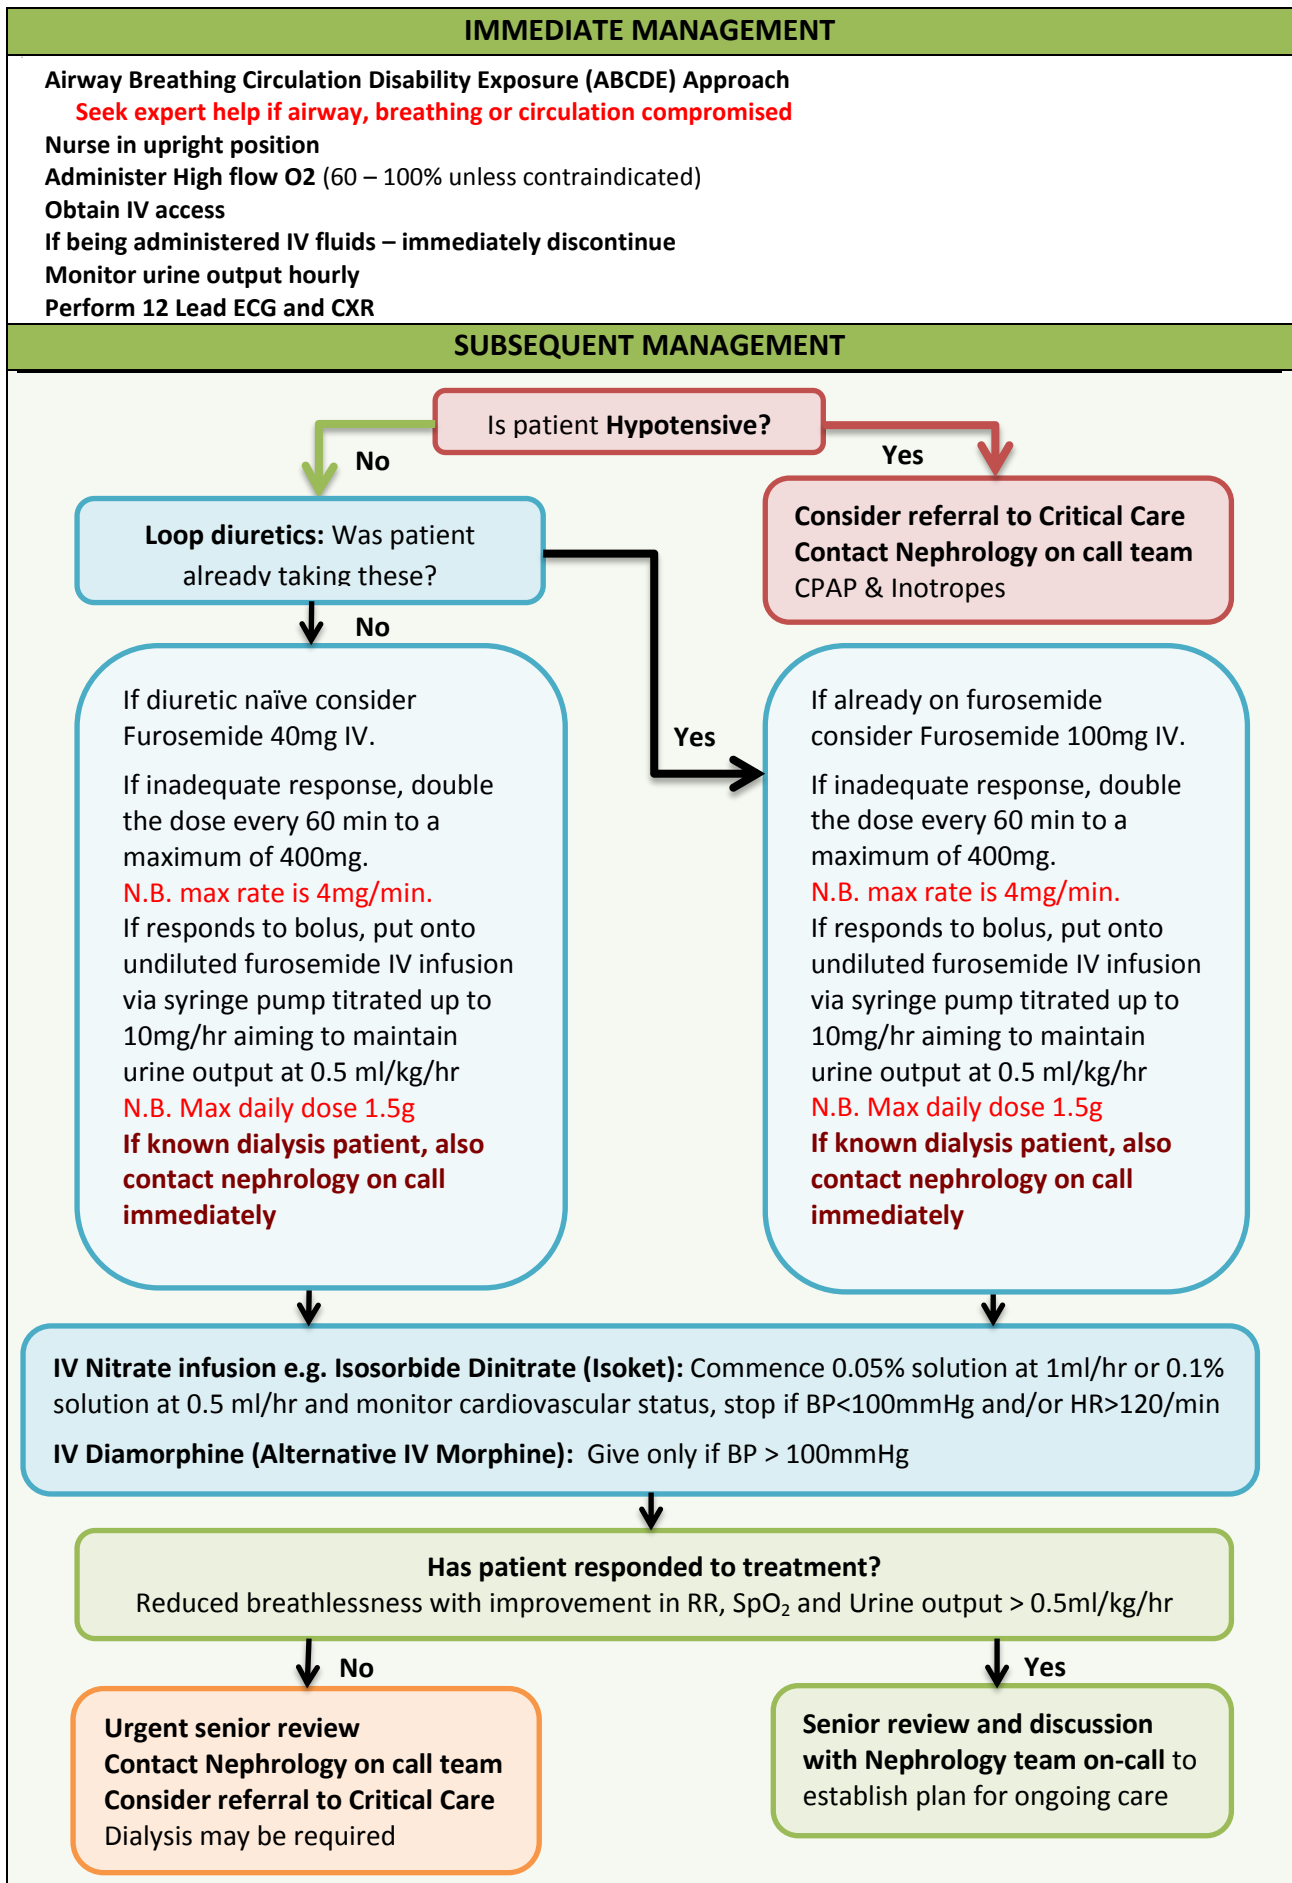 IMMEDIATE MANAGEMENT
Airway Breathing Circulation Disability Exposure (ABCDE) Approach
Seek expert help if airway, breathing or circulation compromised
Nurse in upright position
Administer High flow O2 (60 – 100% unless contraindicated)
Obtain IV access
If being administered IV fluids – immediately discontinue
Monitor urine output hourly
Perform 12 Lead ECG and CXR
SUBSEQUENT MANAGEMENT
Is patient Hypotensive?
No
Yes
Loop diuretics: Was patient
already taking these?
Consider referral to Critical Care
Contact Nephrology on call team
CPAP & Inotropes
No
Yes
If diuretic naïve consider
Furosemide 40mg IV.
If inadequate response, double
the dose every 60 min to a
maximum of 400mg.
N.B. max rate is 4mg/min.
If responds to bolus, put onto
undiluted furosemide IV infusion
via syringe pump titrated up to
10mg/hr aiming to maintain
urine output at 0.5 ml/kg/hr
N.B. Max daily dose 1.5g
If known dialysis patient, also
contact nephrology on call
immediately
If already on furosemide
consider Furosemide 100mg IV.
If inadequate response, double
the dose every 60 min to a
maximum of 400mg.
N.B. max rate is 4mg/min.
If responds to bolus, put onto
undiluted furosemide IV infusion
via syringe pump titrated up to
10mg/hr aiming to maintain
urine output at 0.5 ml/kg/hr
N.B. Max daily dose 1.5g
If known dialysis patient, also
contact nephrology on call
immediately
IV Nitrate infusion e.g. Isosorbide Dinitrate (Isoket): Commence 0.05% solution at 1ml/hr or 0.1%
solution at 0.5 ml/hr and monitor cardiovascular status, stop if BP<100mmHg and/or HR>120/min
IV Diamorphine (Alternative IV Morphine): Give only if BP > 100mmHg
Has patient responded to treatment?
Reduced breathlessness with improvement in RR, SpO₂ and Urine output > 0.5ml/kg/hr
No
Yes
Urgent senior review
Contact Nephrology on call team
Consider referral to Critical Care
Dialysis may be required
Senior review and discussion
with Nephrology team on-call to
establish plan for ongoing care